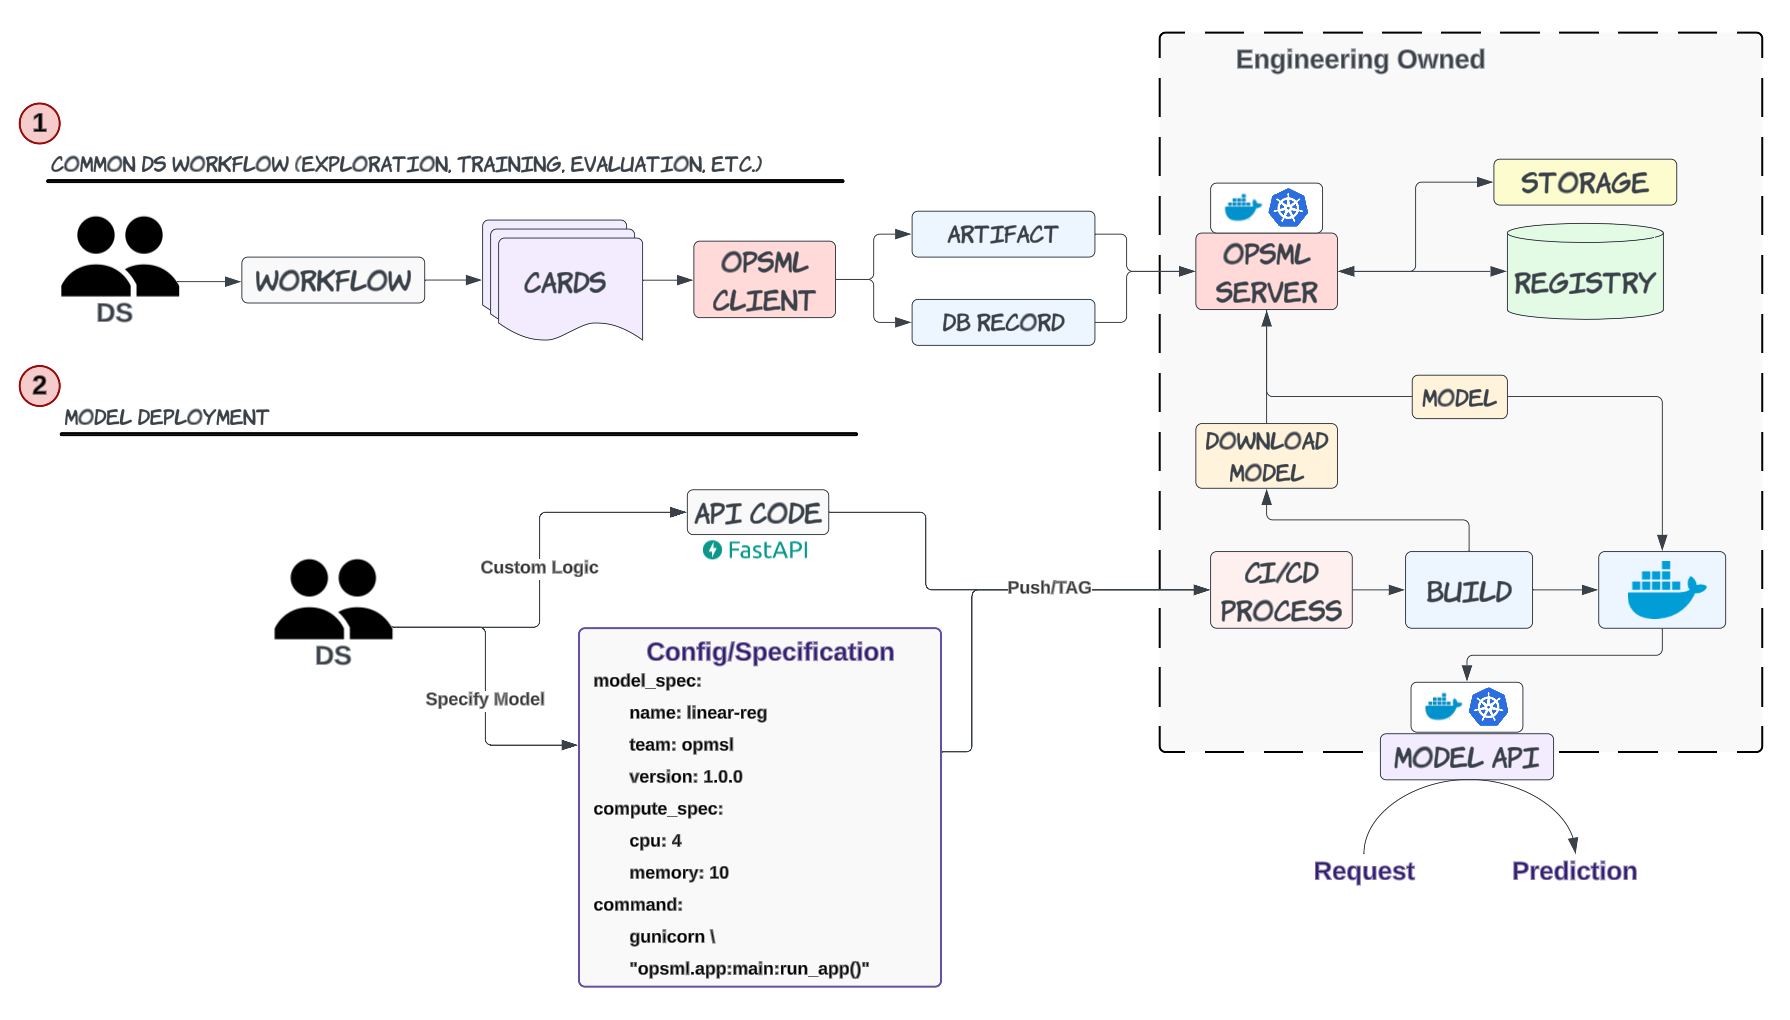 Engineering Owned
1
COMMON DS WORKFLOW (EXPLORATION, TRAINING, EVALUATION, ETC.)
DS
WORKFLOW
CARDS
OPSML
CLIENT
ARTIFACT
DB RECORD
OPSML
SERVER
STORAGE
REGISTRY
2
MODEL DEPLOYMENT
MODEL
DOWNLOAD
MODEL
DS
Custom Logic
Specify Model
API CODE
FastAPI
Push/TAG
CI/CD
PROCESS
BUILD
Config/Specification
model_spec:
name: linear-reg
team: opmsl
version: 1.0.0
compute_spec:
cpu: 4
memory: 10
command:
gunicorn \
"opsml.app:main:run_app()"
MODEL API
Request
Prediction